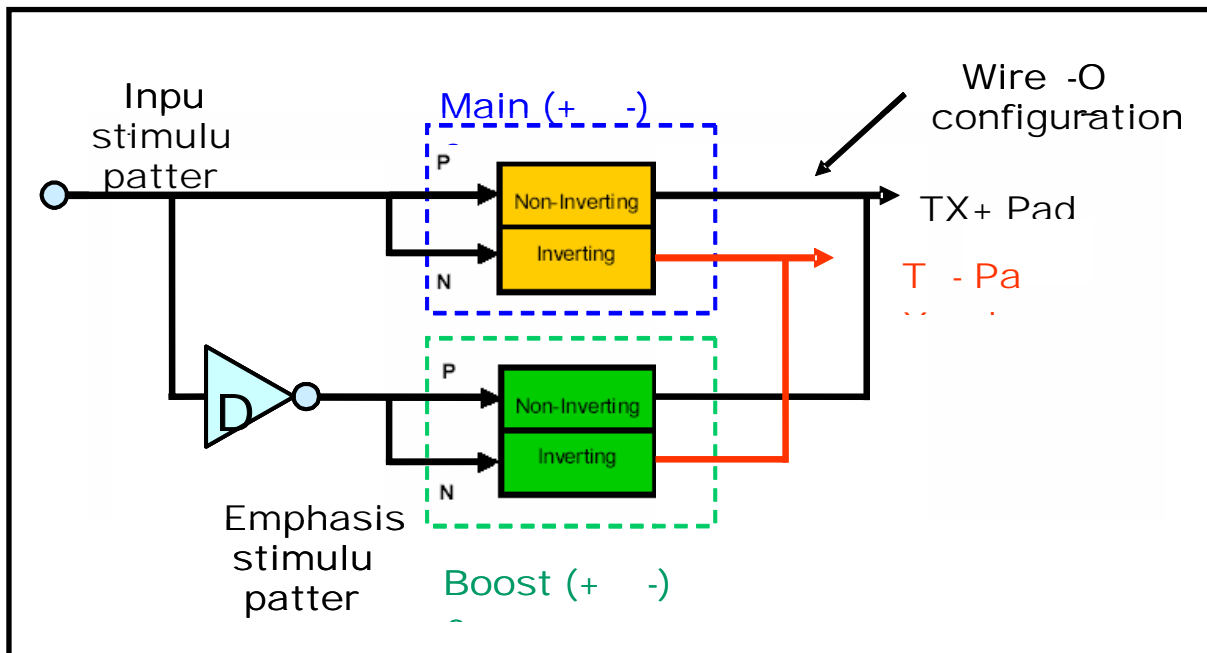 Inpu
stimulu
patter
Main (+ -)
P
N
Non-Inverting
Inverting
Wire -O
configuration
TX+ Pad
T - Pa
D
P
N
Non-Inverting
Inverting
Emphasis
stimulu
patter
Boost (+ -)